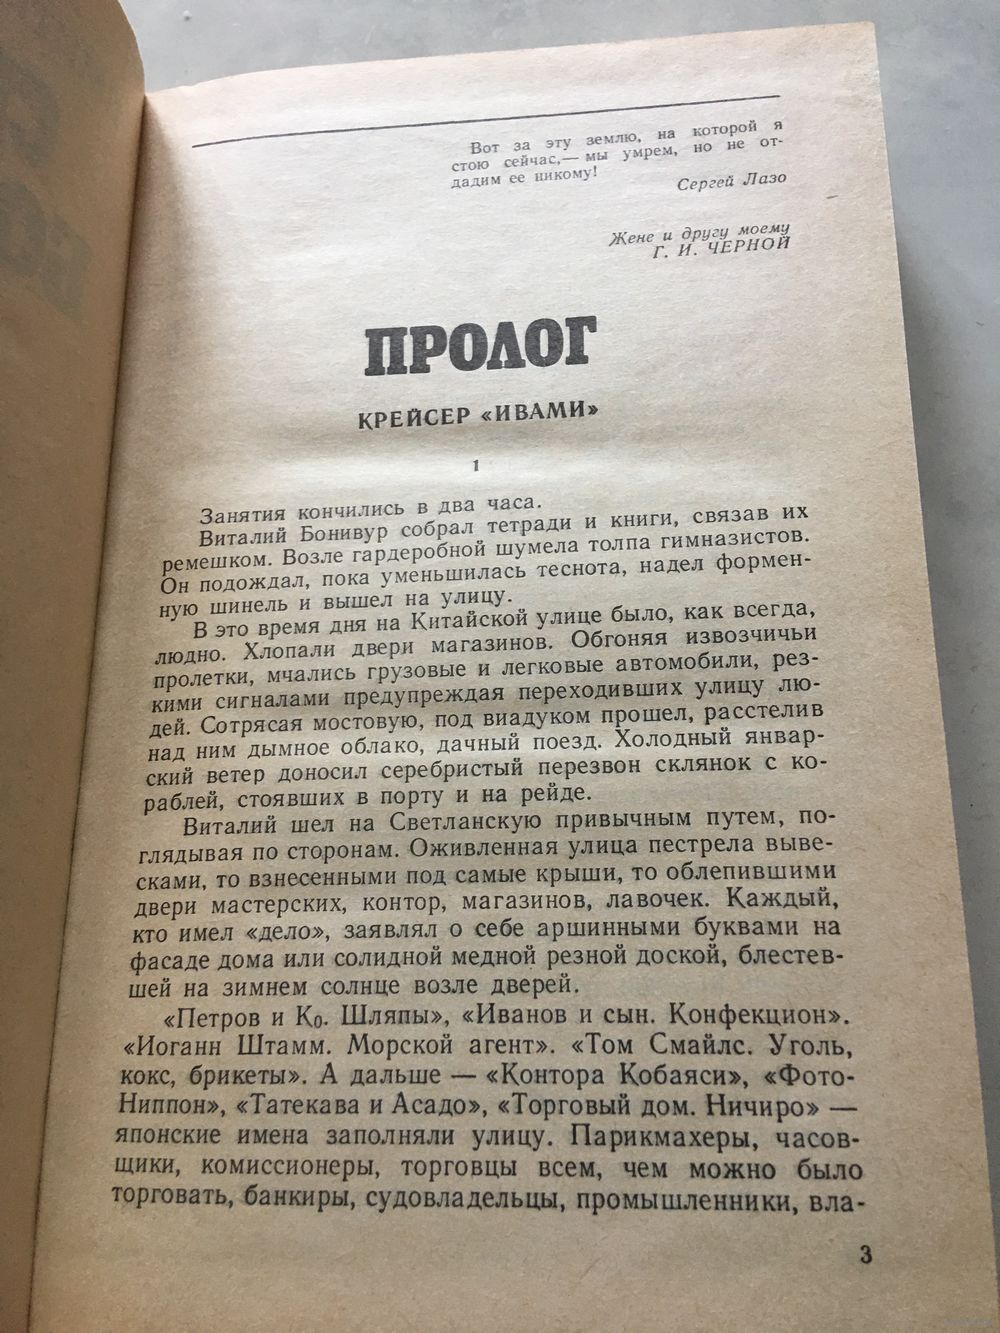 Вот за эту землю, на которой я
стою сейчас,— мы умрем, но не от-
дадим ее никому!
Сергей Лазо
Жене и другу моему
Г. И. ЧЕРНОЙ
ПРОЛОГ
КРЕЙСЕР «ИВАМИ»
1
Занятия кончились в два часа.
Виталий Бонивур собрал тетради и книги, связав их
ремешком. Возле гардеробной шумела толпа гимназистов.
Он подождал, пока уменьшилась теснота, надел формен-
ную шинель и вышел на улицу.
В это время дня на Китайской улице было, как всегда,
людно. Хлопали двери магазинов. Обгоняя извозчичьи
пролетки, мчались грузовые и легковые автомобили, рез-
кими сигналами предупреждая переходивших улицу лю-
дей. Сотрясая мостовую, под виадуком прошел, расстелив
над ним дымное облако, дачный поезд. Холодный январ-
ский ветер доносил серебристый перезвон склянок с ко-
раблей, стоявших в порту и на рейде.
Виталий шел на Светланскую привычным путем, по-
глядывая по сторонам. Оживленная улица пестрела выве-
сками, то взнесенными под самые крыши, то облепившими
двери мастерских, контор, магазинов, лавочек. Каждый,
кто имел «дело», заявлял о себе аршинными буквами на
фасаде дома или солидной медной резной доской, блестев-
шей на зимнем солнце возле дверей.
«Петров и Ко. Шляпы», «Иванов и сын. Конфекцион».
«Иоганн Штамм. Морской агент». «Том Смайлс. Уголь,
кокс, брикеты». А дальше — «Контора Кобаяси», «Фото-
Ниппон», «Татекава и Асадо», «Торговый дом. Ничиро» —
японские имена заполняли улицу. Парикмахеры, часов-
щики, комиссионеры, торговцы всем, чем можно было
торговать, банкиры, судовладельцы, промышленники, вла-
3